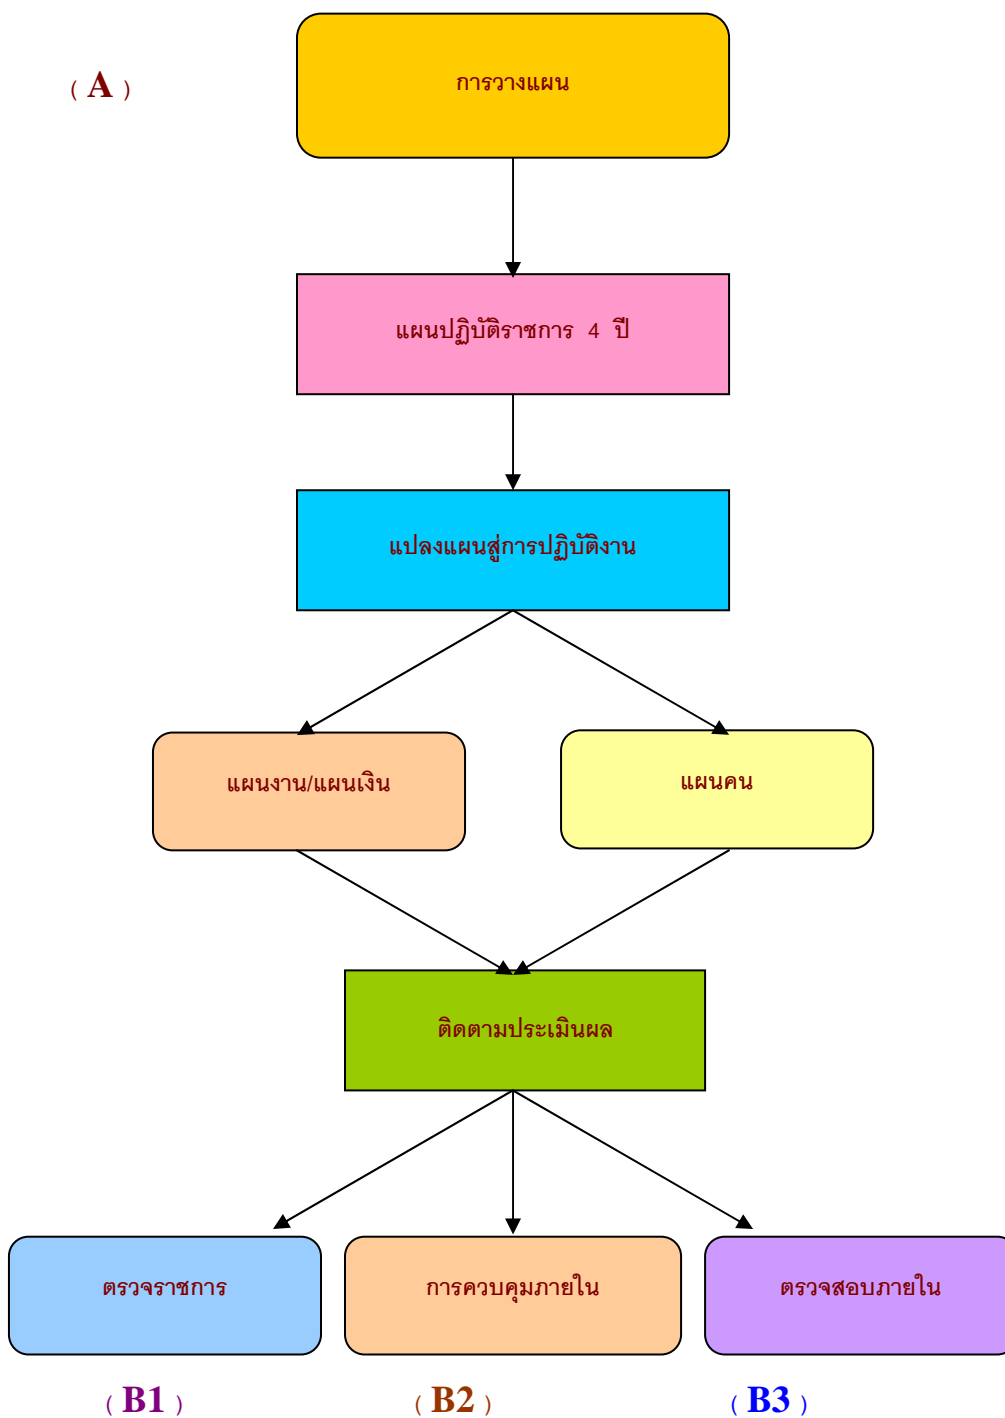 ( A )
การวางแผน
แผนปฏิบัติราชการ 4 ปี
แปลงแผนสู่การปฏิบัติงาน
แผนงาน/แผนเงิน
แผนคน
ติดตามประเมินผล
ตรวจราชการ
การควบคุมภายใน
ตรวจสอบภายใน
( B1 )
( B2 )
( B3 )